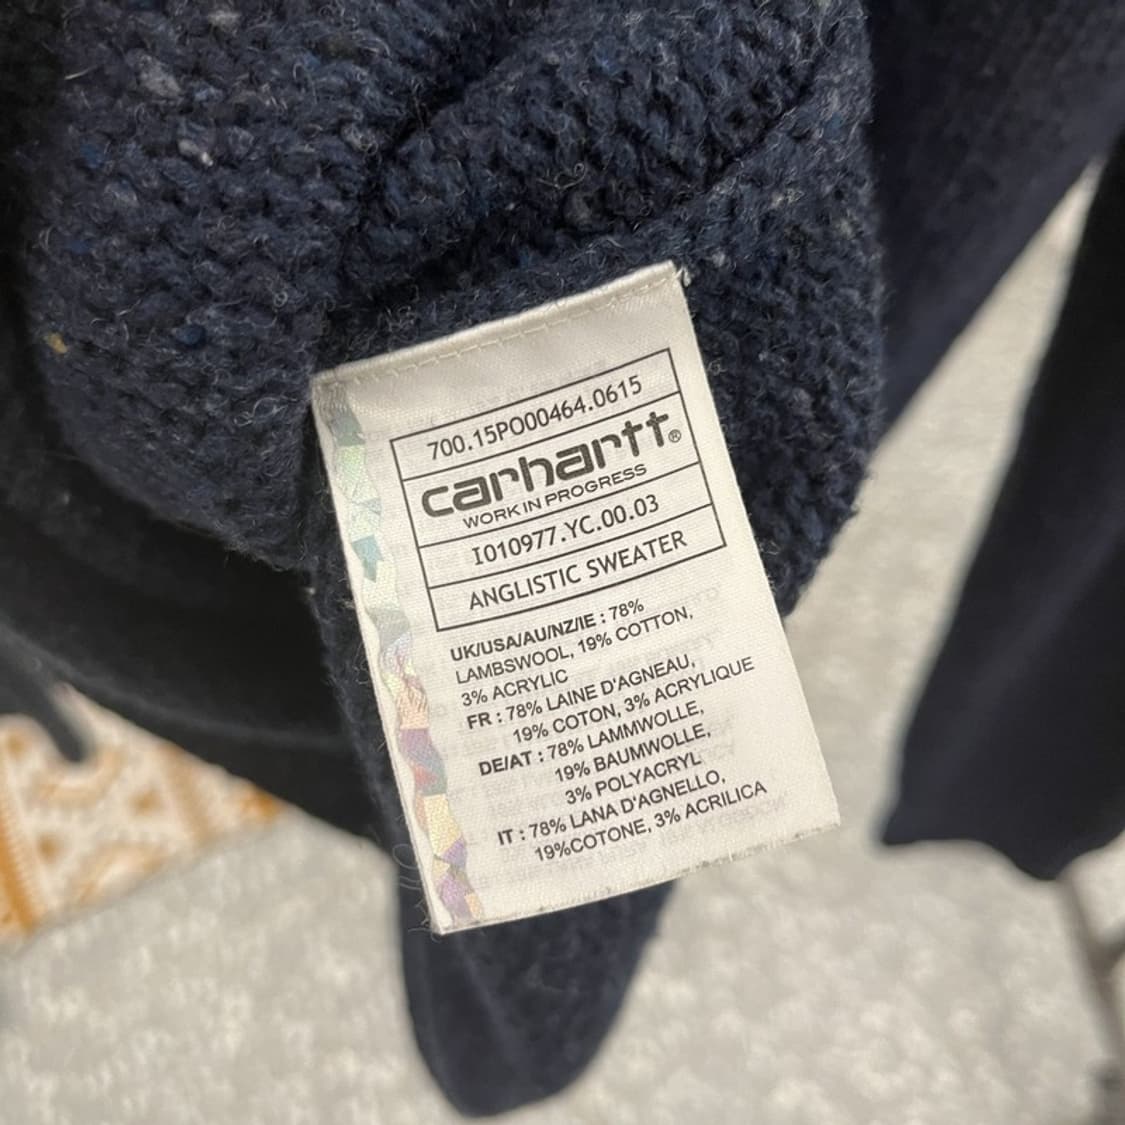 700.15PO00464.0615
carhartt®
WORK IN PROGRESS
I010977.YC.00.03
ANGLISTIC SWEATER
UK/USA/AU/NZ/IE : 78%
LAMBSWOOL, 19% COTTON,
3% ACRYLIC
FR : 78% LAINE D'AGNEAU,
19% COTON, 3% ACRYLIQUE
DE/AT : 78% LAMMWOLLE,
19% BAUMWOLLE,
3% POLYACRYL
IT : 78% LANA D'AGNELLO,
19%COTONE, 3% ACRILICA